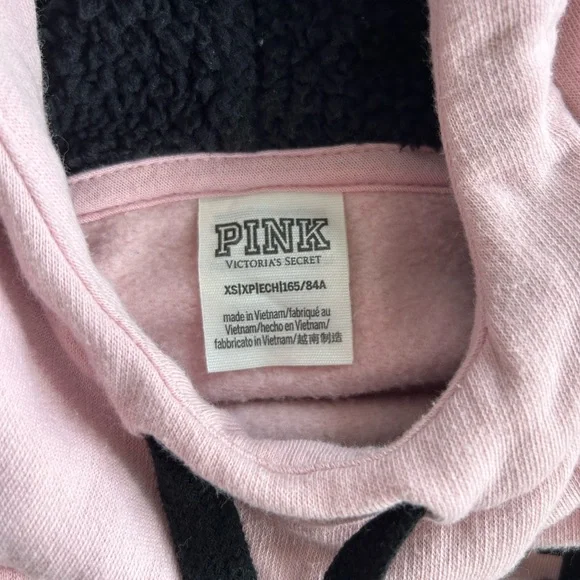 PINK
VICTORIA'S SECRET
XS|XP|ECH|165/84A
made in Vietnam/fabriqué au
Vietnam/hecho en Vietnam/
fabbricato in Vietnam/越南制造